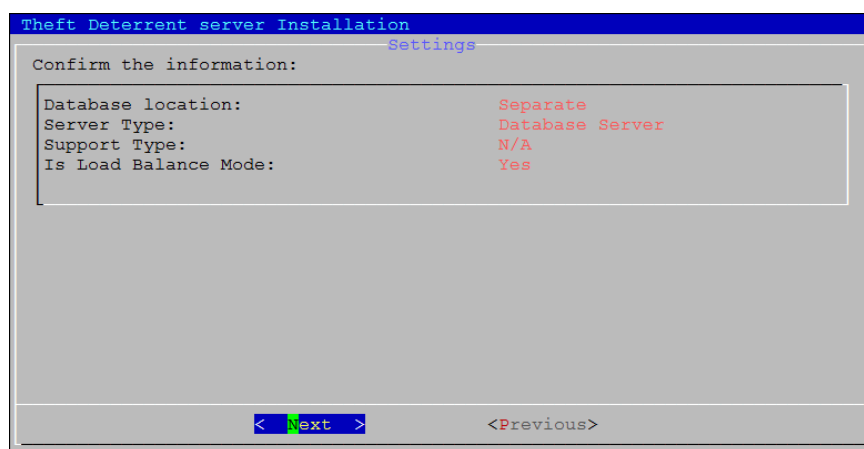 Theft Deterrent server Installation
Settings
Confirm the information:
Database location: Separate
Server Type: Database Server
Support Type: N/A
Is Load Balance Mode: Yes
< Next > <Previous>